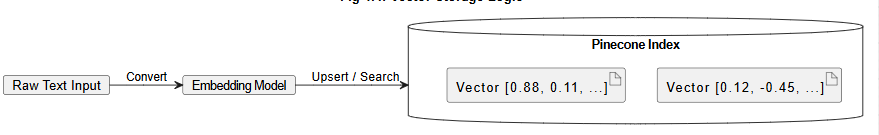 Pinecone Index
Convert
Upsert / Search
Raw Text Input
Embedding Model
Vector [0.88, 0.11, ...]
Vector [0.12, -0.45, ...]